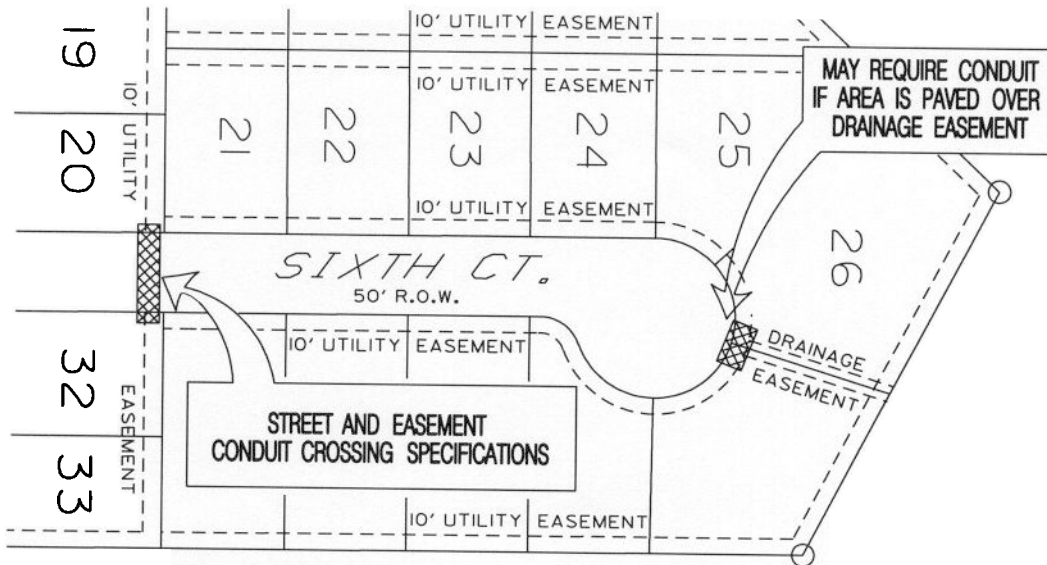 10' UTILITY EASEMENT
10' UTILITY EASEMENT
MAY REQUIRE CONDUIT
IF AREA IS PAVED OVER
DRAINAGE EASEMENT
19
20
10' UTILITY
21
22
23
24
25
26
10' UTILITY EASEMENT
SIXTH CT.
50' R.O.W.
10' UTILITY EASEMENT
DRAINAGE
EASEMENT
32
33
EASEMENT
STREET AND EASEMENT
CONDUIT CROSSING SPECIFICATIONS
10' UTILITY EASEMENT